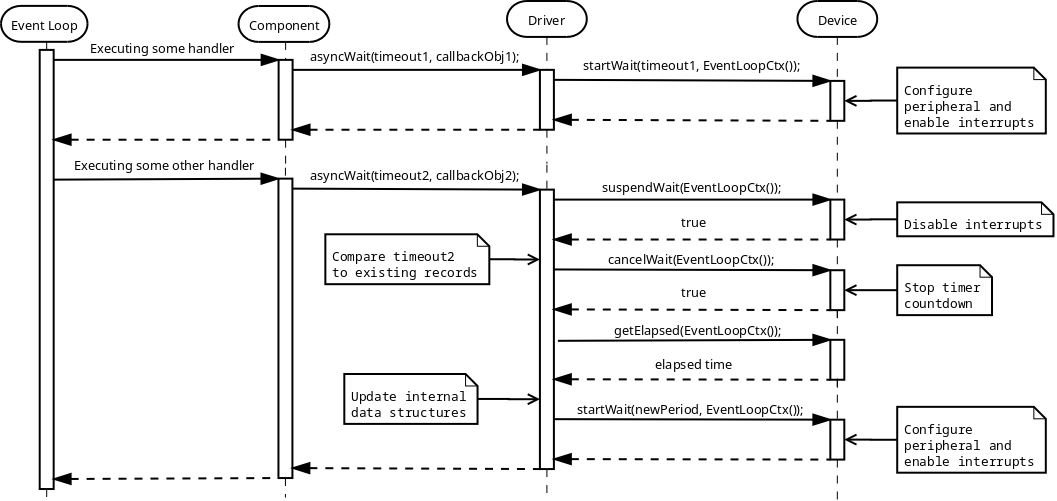 Event Loop
Component
Driver
Device
Executing some handler
asyncWait(timeout1, callbackObj1);
startWait(timeout1, EventLoopCtx());
Configure
peripheral and
enable interrupts
Executing some other handler
asyncWait(timeout2, callbackObj2);
suspendWait(EventLoopCtx());
true
Disable interrupts
Compare timeout2
to existing records
cancelWait(EventLoopCtx());
true
Stop timer
countdown
getElapsed(EventLoopCtx());
elapsed time
Update internal
data structures
startWait(newPeriod, EventLoopCtx());
Configure
peripheral and
enable interrupts